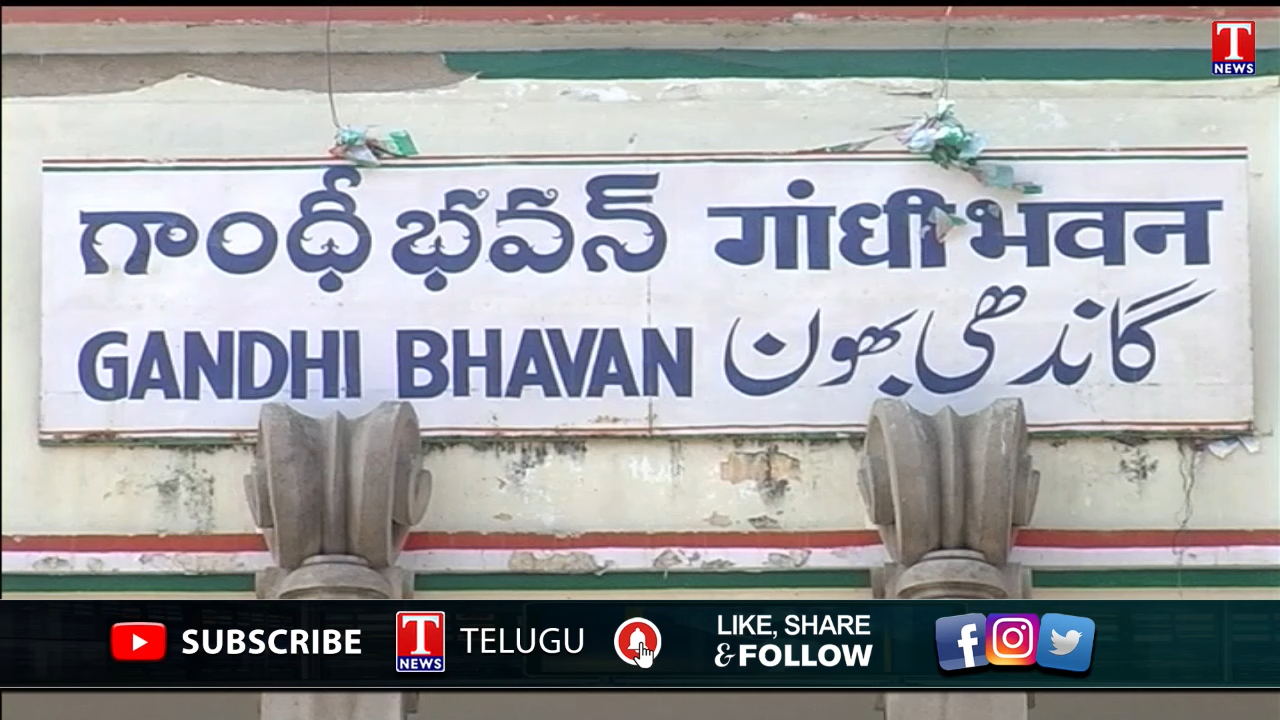 T
NEWS
గాంధీ భవన్ गांधी भवन
GANDHI BHAVAN گاندھی بھون
SUBSCRIBE T NEWS TELUGU LIKE, SHARE & FOLLOW